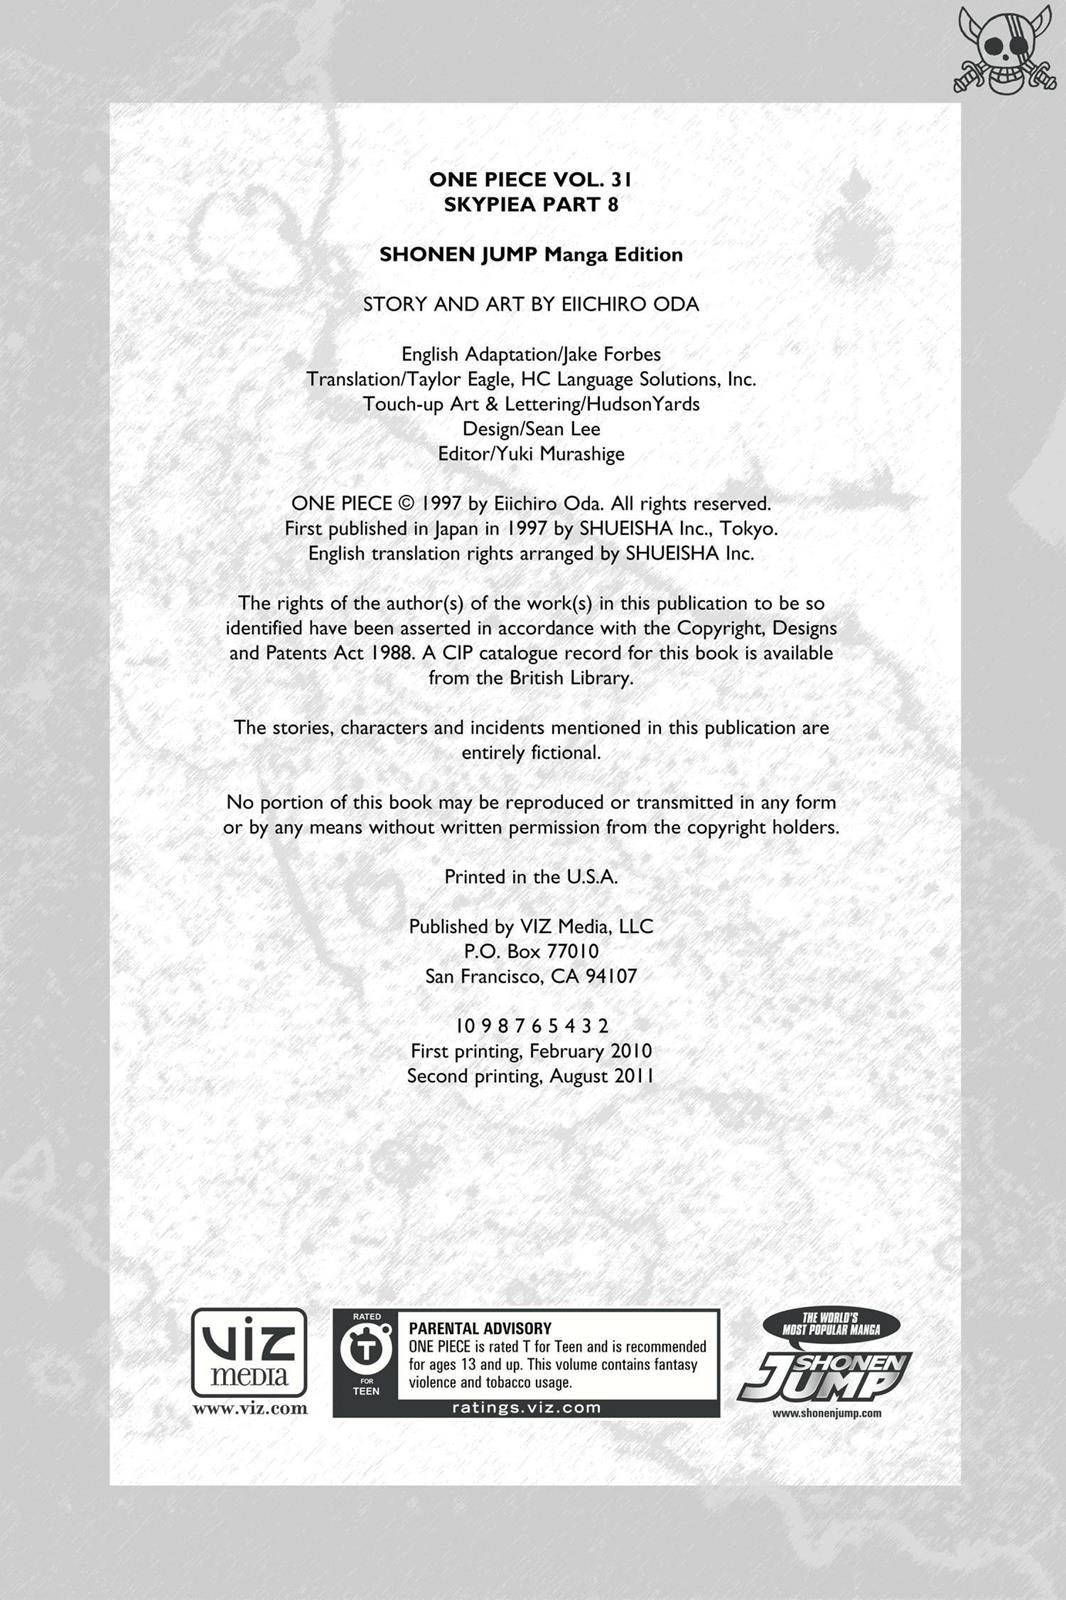 ONE PIECE VOL. 31
SKYPIEA PART 8
SHONEN JUMP Manga Edition
STORY AND ART BY EIICHIRO ODA
English Adaptation/Jake Forbes
Translation/Taylor Eagle, HC Language Solutions, Inc.
Touch-up Art & Lettering/HudsonYards
Design/Sean Lee
Editor/Yuki Murashige
ONE PIECE © 1997 by Eiichiro Oda. All rights reserved.
First published in Japan in 1997 by SHUEISHA Inc., Tokyo.
English translation rights arranged by SHUEISHA Inc.
The rights of the author(s) of the work(s) in this publication to be so
identified have been asserted in accordance with the Copyright, Designs
and Patents Act 1988. A CIP catalogue record for this book is available
from the British Library.
The stories, characters and incidents mentioned in this publication are
entirely fictional.
No portion of this book may be reproduced or transmitted in any form
or by any means without written permission from the copyright holders.
Printed in the U.S.A.
Published by VIZ Media, LLC
P.O. Box 77010
San Francisco, CA 94107
10 9 8 7 6 5 4 3 2
First printing, February 2010
Second printing, August 2011
VIZ
MEDIA
www.viz.com
RATED
T
FOR
TEEN
PARENTAL ADVISORY
ONE PIECE is rated T for Teen and is recommended
for ages 13 and up. This volume contains fantasy
violence and tobacco usage.
ratings.viz.com
THE WORLD'S
MOST POPULAR MANGA
SHONEN
JUMP
www.shonenjump.com